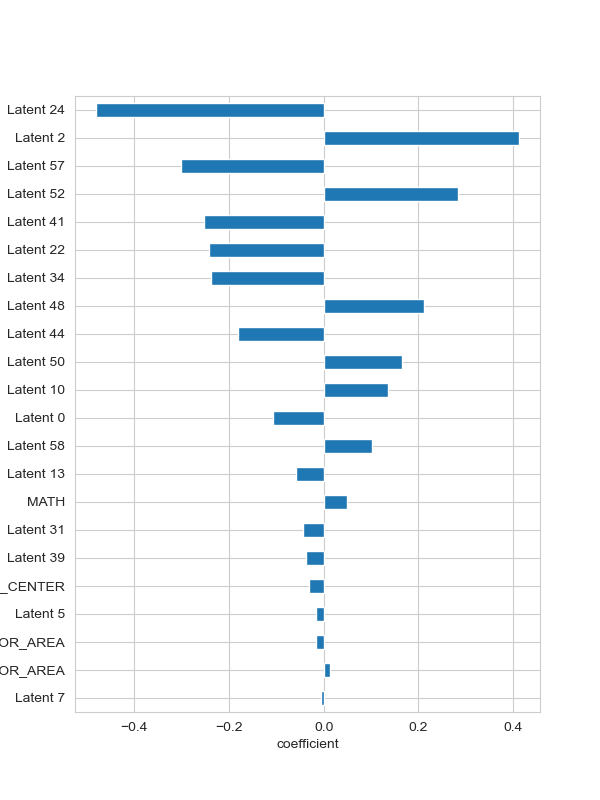 Latent 24
Latent 2
Latent 57
Latent 52
Latent 41
Latent 22
Latent 34
Latent 48
Latent 44
Latent 50
Latent 10
Latent 0
Latent 58
Latent 13
MATH
Latent 31
Latent 39
_CENTER
Latent 5
OR_AREA
OR_AREA
Latent 7
−0.4 −0.2 0.0 0.2 0.4
coefficient